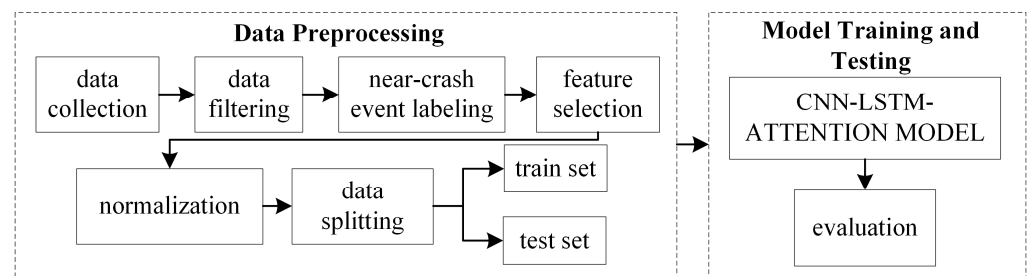 Data Preprocessing
data
collection
data
filtering
near-crash
event labeling
feature
selection
normalization
data
splitting
train set
test set
Model Training and
Testing
CNN-LSTM-
ATTENTION MODEL
evaluation